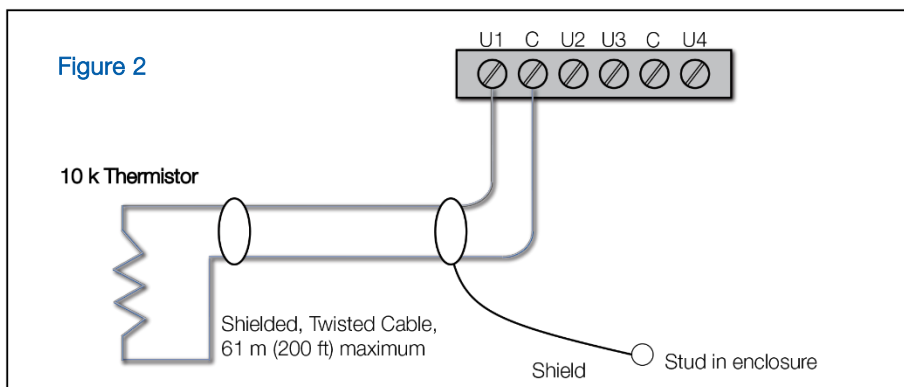 U1 C U2 U3 C U4
Figure 2
10 k Thermistor
Shielded, Twisted Cable,
61 m (200 ft) maximum
Shield
Stud in enclosure